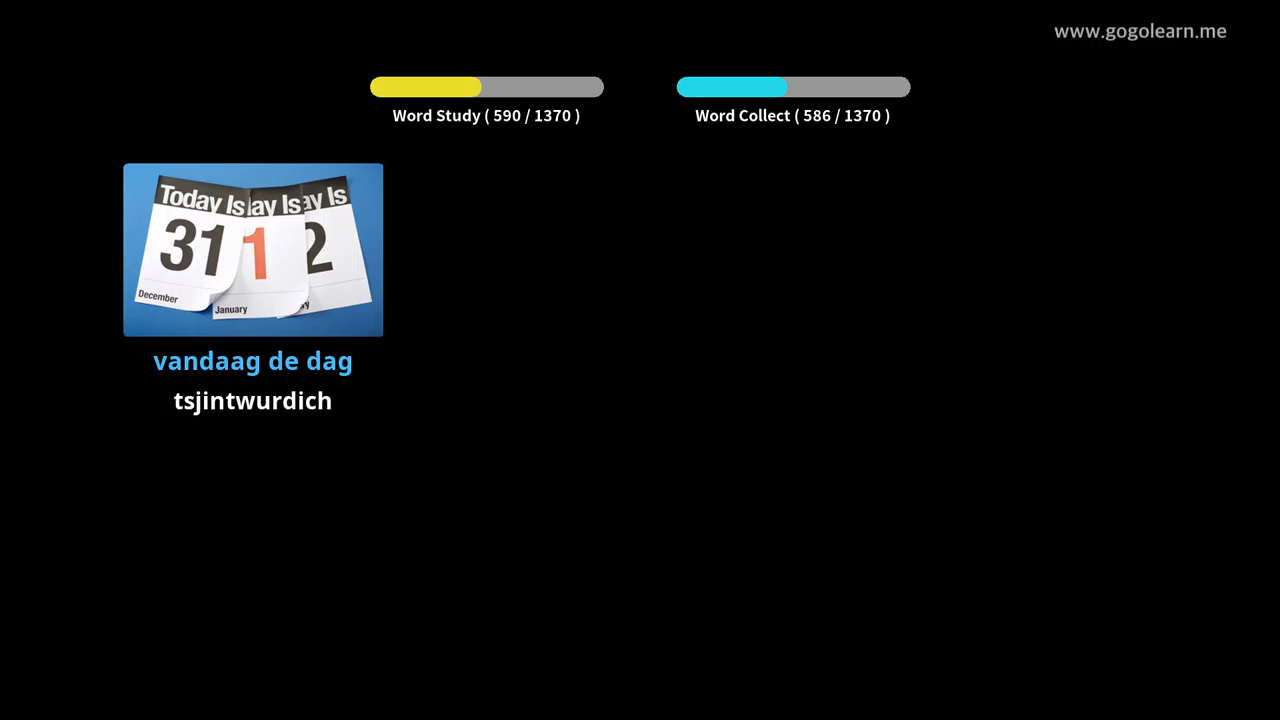 www.gogolearn.me
Word Study ( 590 / 1370 )
Word Collect ( 586 / 1370 )
Today Is
ay Is
ay Is
31
1
2
December
January
ry
vandaag de dag
tsjintwurdich